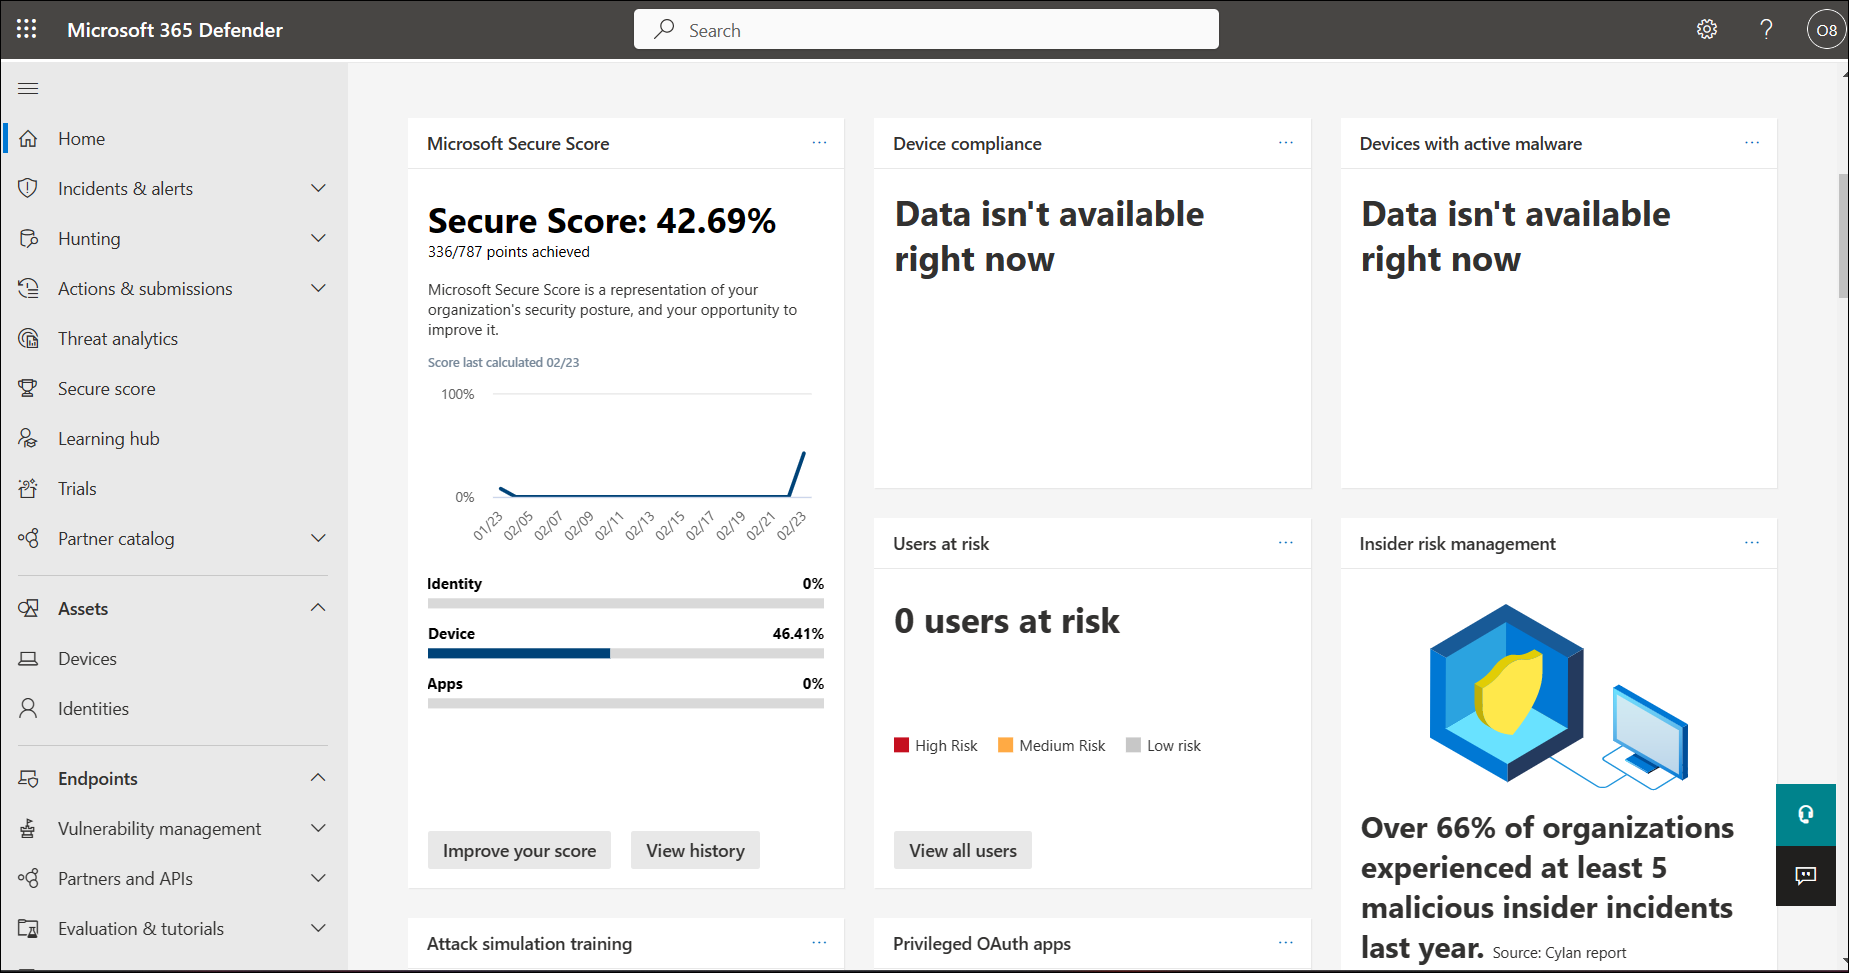 Microsoft 365 Defender
Search
O8
Home
Incidents & alerts
Hunting
Actions & submissions
Threat analytics
Secure score
Learning hub
Trials
Partner catalog
Assets
Devices
Identities
Endpoints
Vulnerability management
Partners and APIs
Evaluation & tutorials
Microsoft Secure Score
Secure Score: 42.69%
336/787 points achieved
Microsoft Secure Score is a representation of your
organization's security posture, and your opportunity to
improve it.
Score last calculated 02/23
100%
0%
01/23
02/05
02/07
02/09
02/11
02/13
02/15
02/17
02/19
02/21
02/23
Identity 0%
Device 46.41%
Apps 0%
Improve your score
View history
Device compliance
Data isn't available
right now
Devices with active malware
Data isn't available
right now
Users at risk
0 users at risk
High Risk
Medium Risk
Low risk
View all users
Insider risk management
Over 66% of organizations
experienced at least 5
malicious insider incidents
last year. Source: Cylan report
Attack simulation training
Privileged OAuth apps